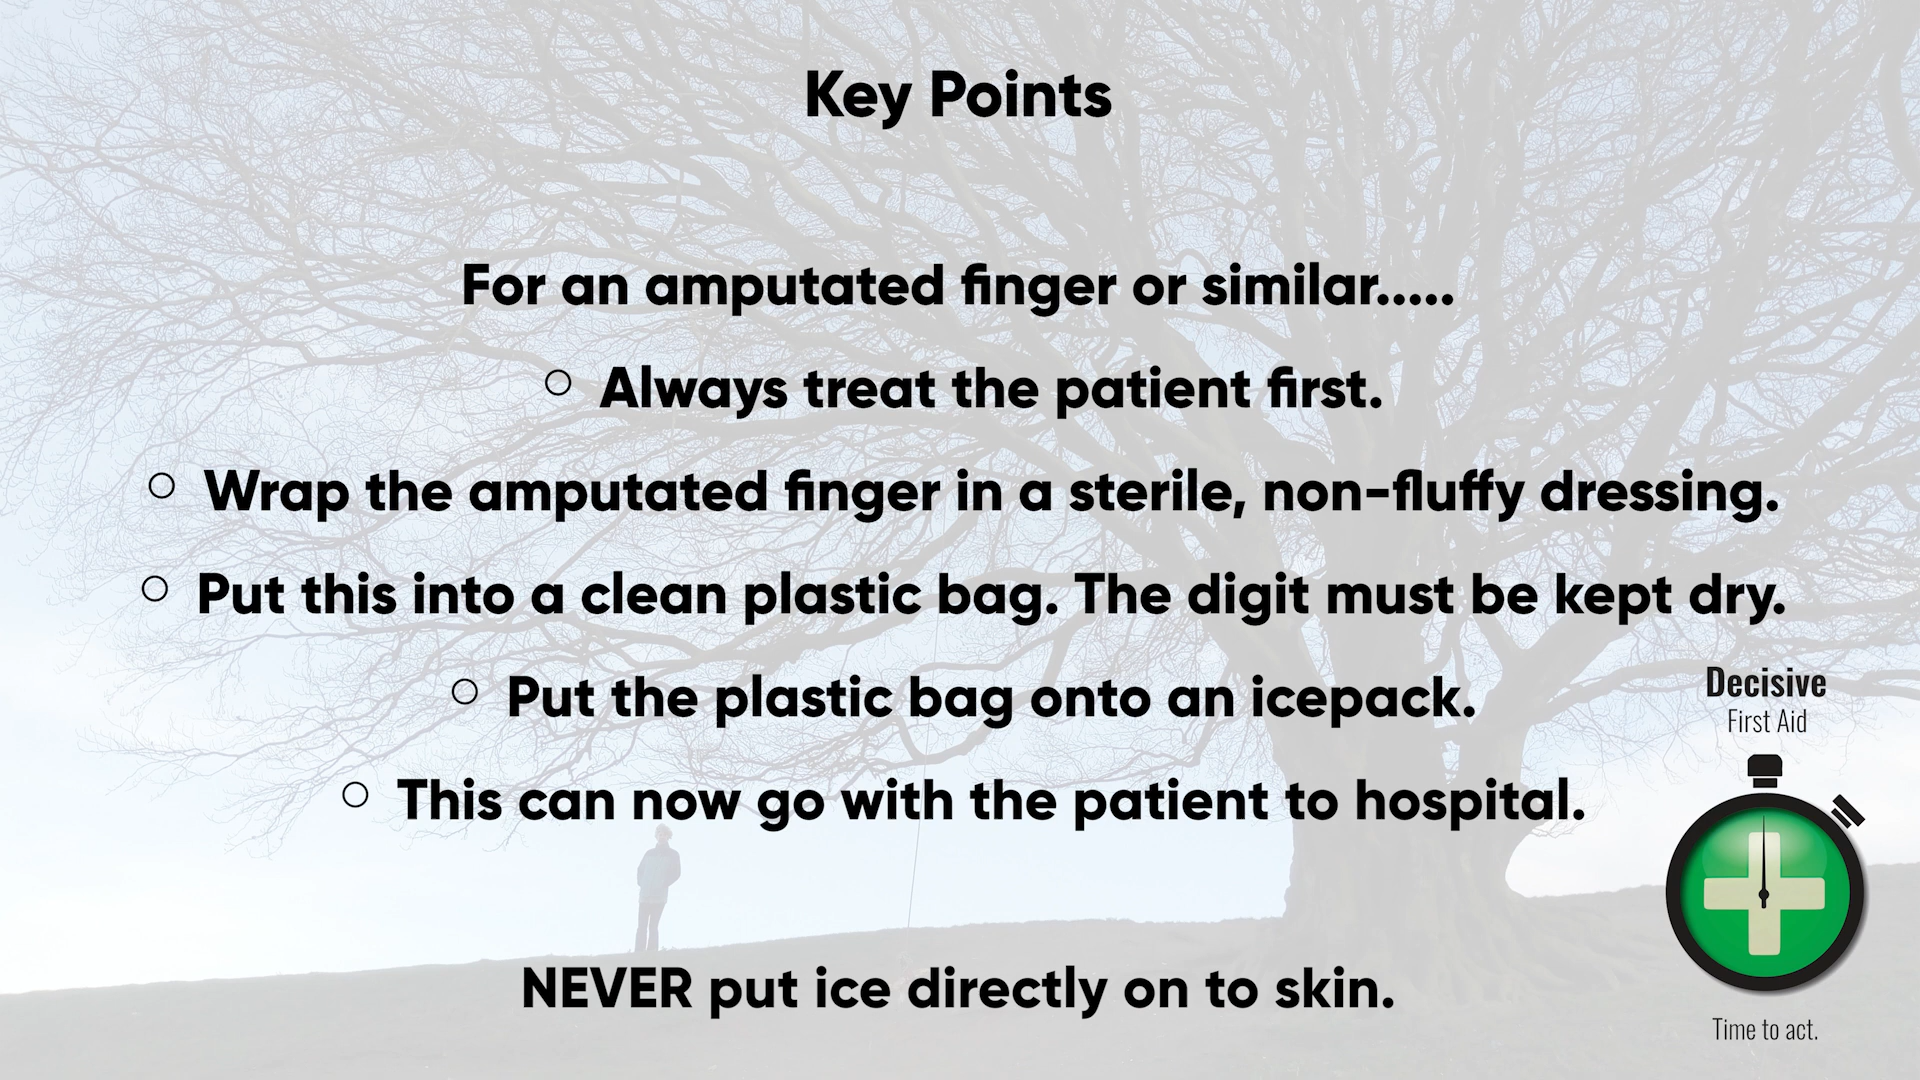 Key Points
For an amputated finger or similar.....
○ Always treat the patient first.
○ Wrap the amputated finger in a sterile, non-fluffy dressing.
○ Put this into a clean plastic bag. The digit must be kept dry.
○ Put the plastic bag onto an icepack.
○ This can now go with the patient to hospital.
NEVER put ice directly on to skin.
Decisive
First Aid
Time to act.